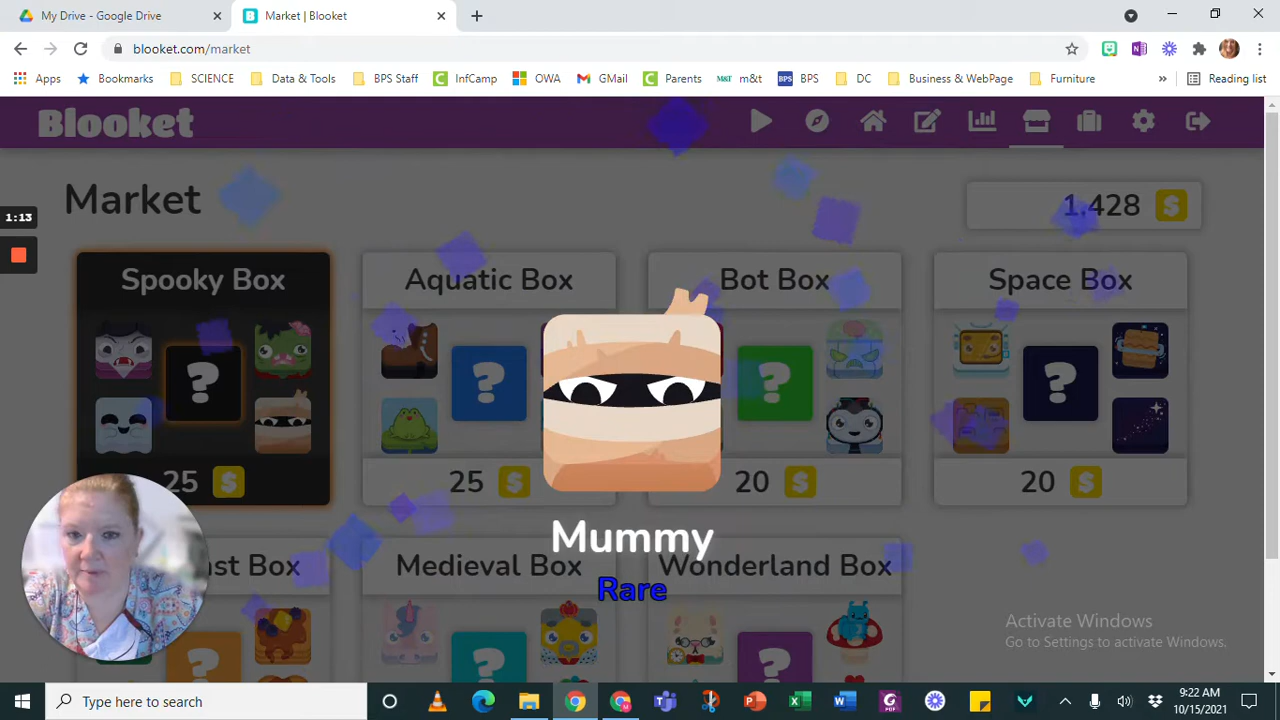 My Drive - Google Drive
Market | Blooket
blooket.com/market
Apps Bookmarks SCIENCE Data & Tools BPS Staff InfCamp OWA GMail Parents m&t BPS DC Business & WebPage Furniture » Reading list
Blooket
Market
1,428
1:13
Spooky Box Aquatic Box Bot Box Space Box
? ? ? ?
25 25 20 20
Mummy
Rare
st Box Medieval Box Wonderland Box
? ? ?
Activate Windows
Go to Settings to activate Windows.
Type here to search
9:22 AM
10/15/2021